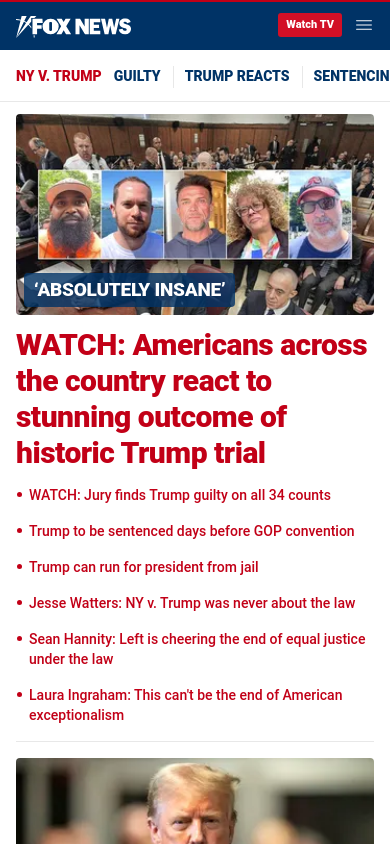 FOX NEWS
Watch TV
NY V. TRUMP GUILTY TRUMP REACTS SENTENCIN
‘ABSOLUTELY INSANE’
WATCH: Americans across
the country react to
stunning outcome of
historic Trump trial
• WATCH: Jury finds Trump guilty on all 34 counts
• Trump to be sentenced days before GOP convention
• Trump can run for president from jail
• Jesse Watters: NY v. Trump was never about the law
• Sean Hannity: Left is cheering the end of equal justice
under the law
• Laura Ingraham: This can't be the end of American
exceptionalism